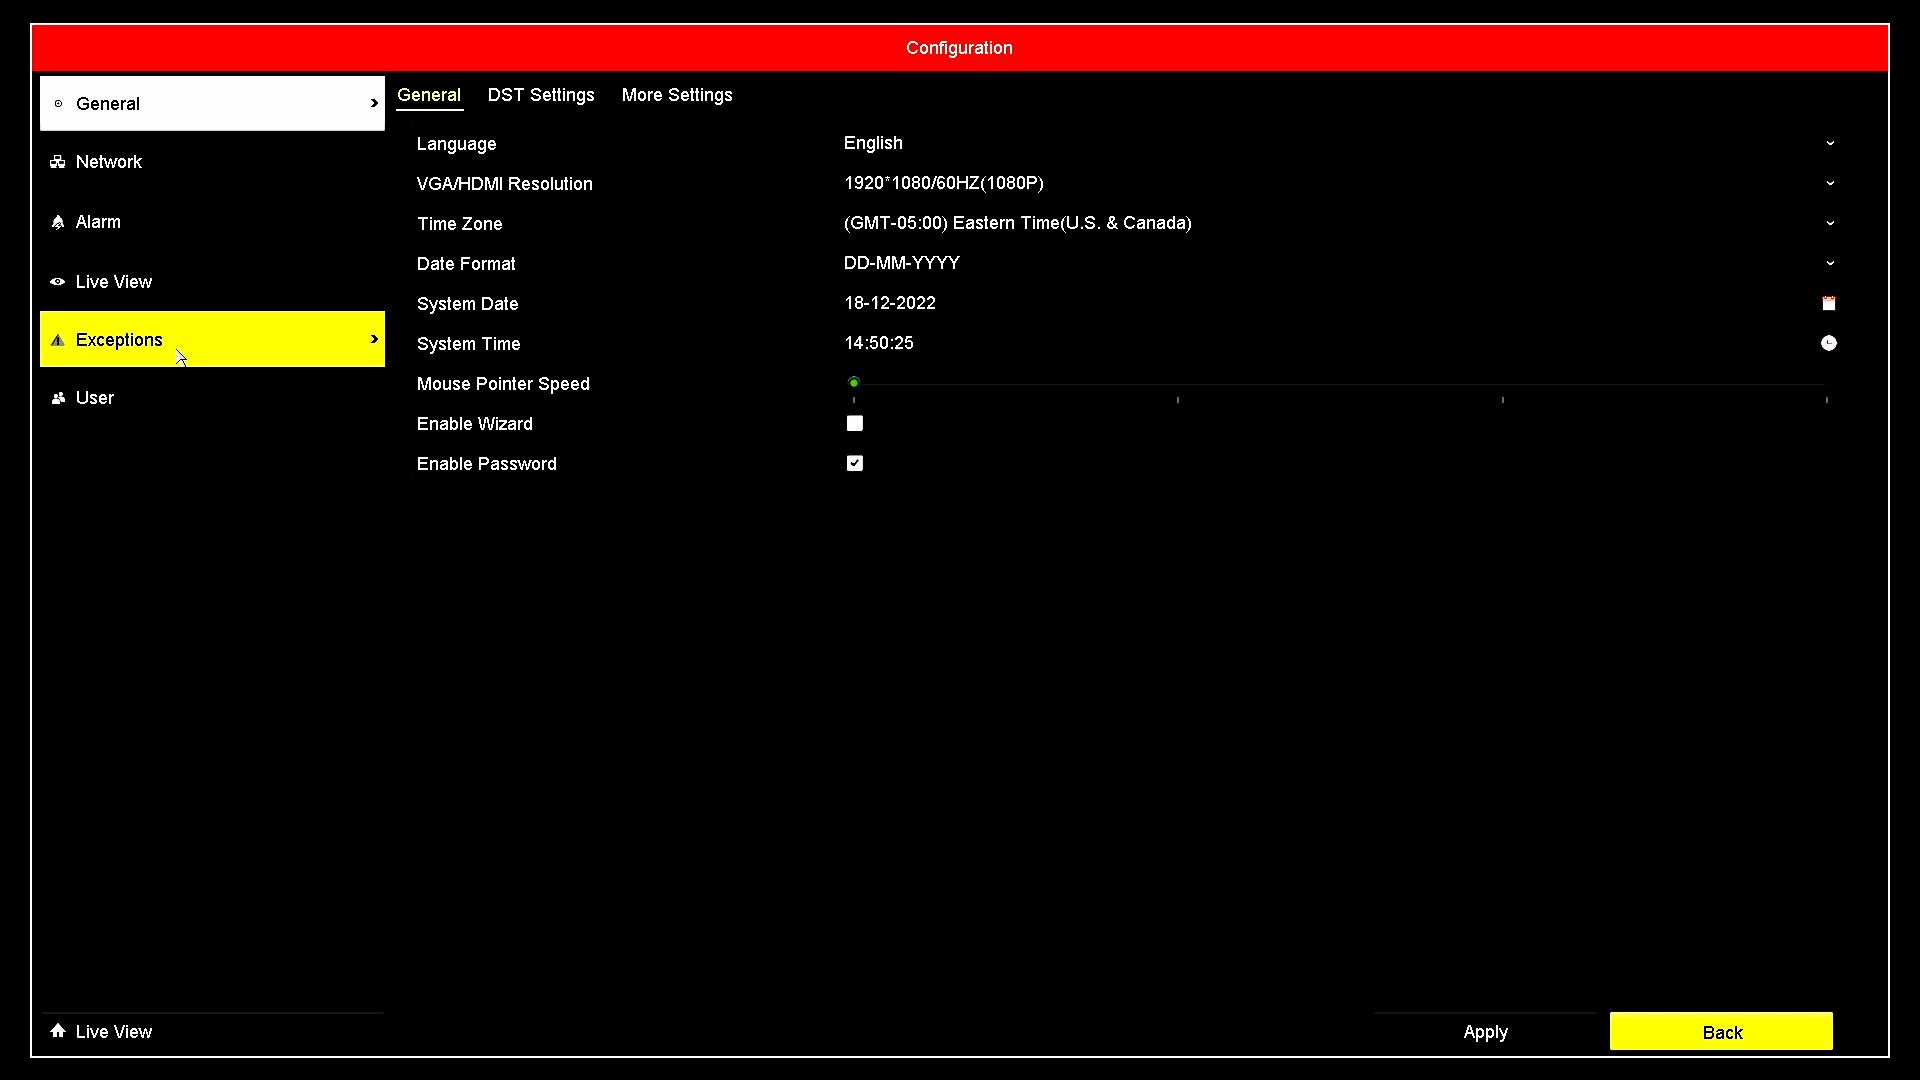 Configuration
General
Network
Alarm
Live View
Exceptions
User
General DST Settings More Settings
Language English
VGA/HDMI Resolution 1920*1080/60HZ(1080P)
Time Zone (GMT-05:00) Eastern Time(U.S. & Canada)
Date Format DD-MM-YYYY
System Date 18-12-2022
System Time 14:50:25
Mouse Pointer Speed
Enable Wizard
Enable Password
Live View
Apply
Back